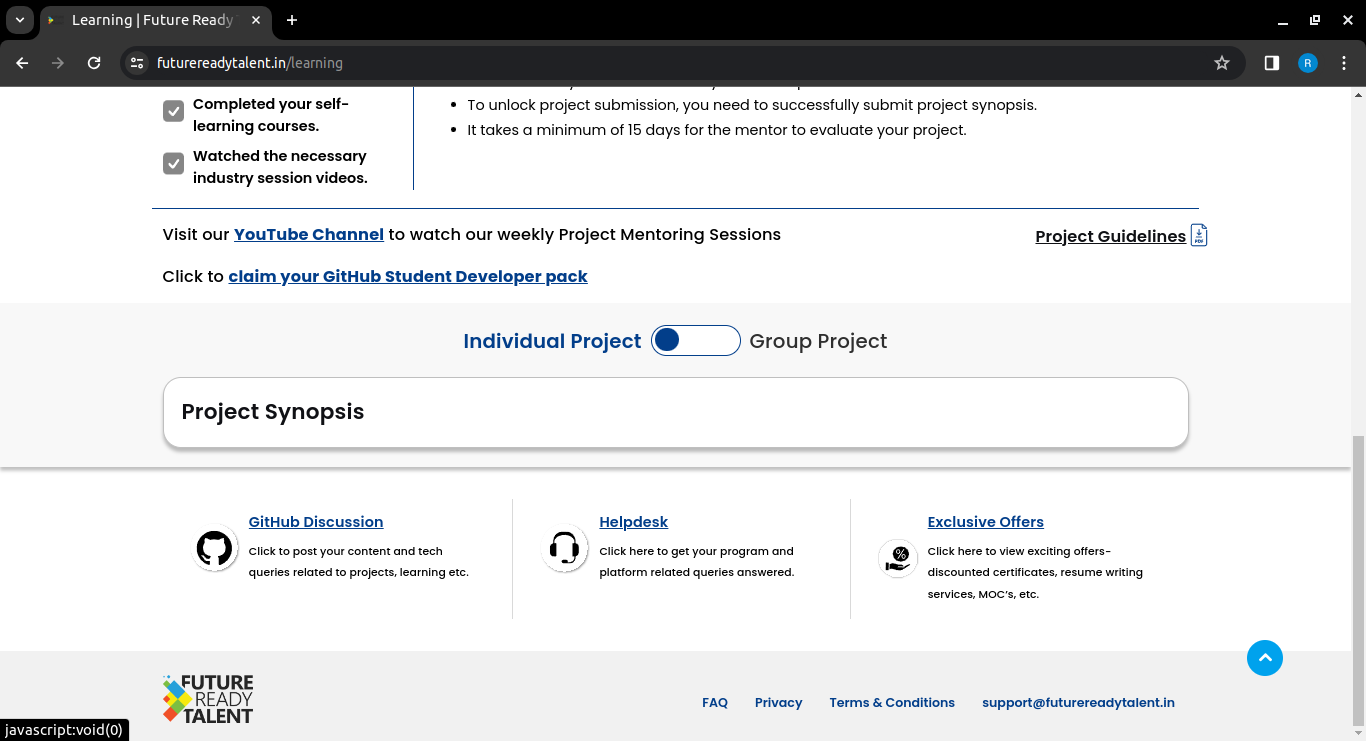 Learning | Future Ready
futurereadytalent.in/learning
R
Completed your self-
learning courses.
Watched the necessary
industry session videos.
To unlock project submission, you need to successfully submit project synopsis.
It takes a minimum of 15 days for the mentor to evaluate your project.
Visit our YouTube Channel to watch our weekly Project Mentoring Sessions
Project Guidelines
PDF
Click to claim your GitHub Student Developer pack
Individual Project
Group Project
Project Synopsis
GitHub Discussion
Click to post your content and tech
queries related to projects, learning etc.
Helpdesk
Click here to get your program and
platform related queries answered.
%
Exclusive Offers
Click here to view exciting offers-
discounted certificates, resume writing
services, MOC's, etc.
FUTURE
READY
TALENT
FAQ
Privacy
Terms & Conditions
support@futurereadytalent.in
javascript:void(0)